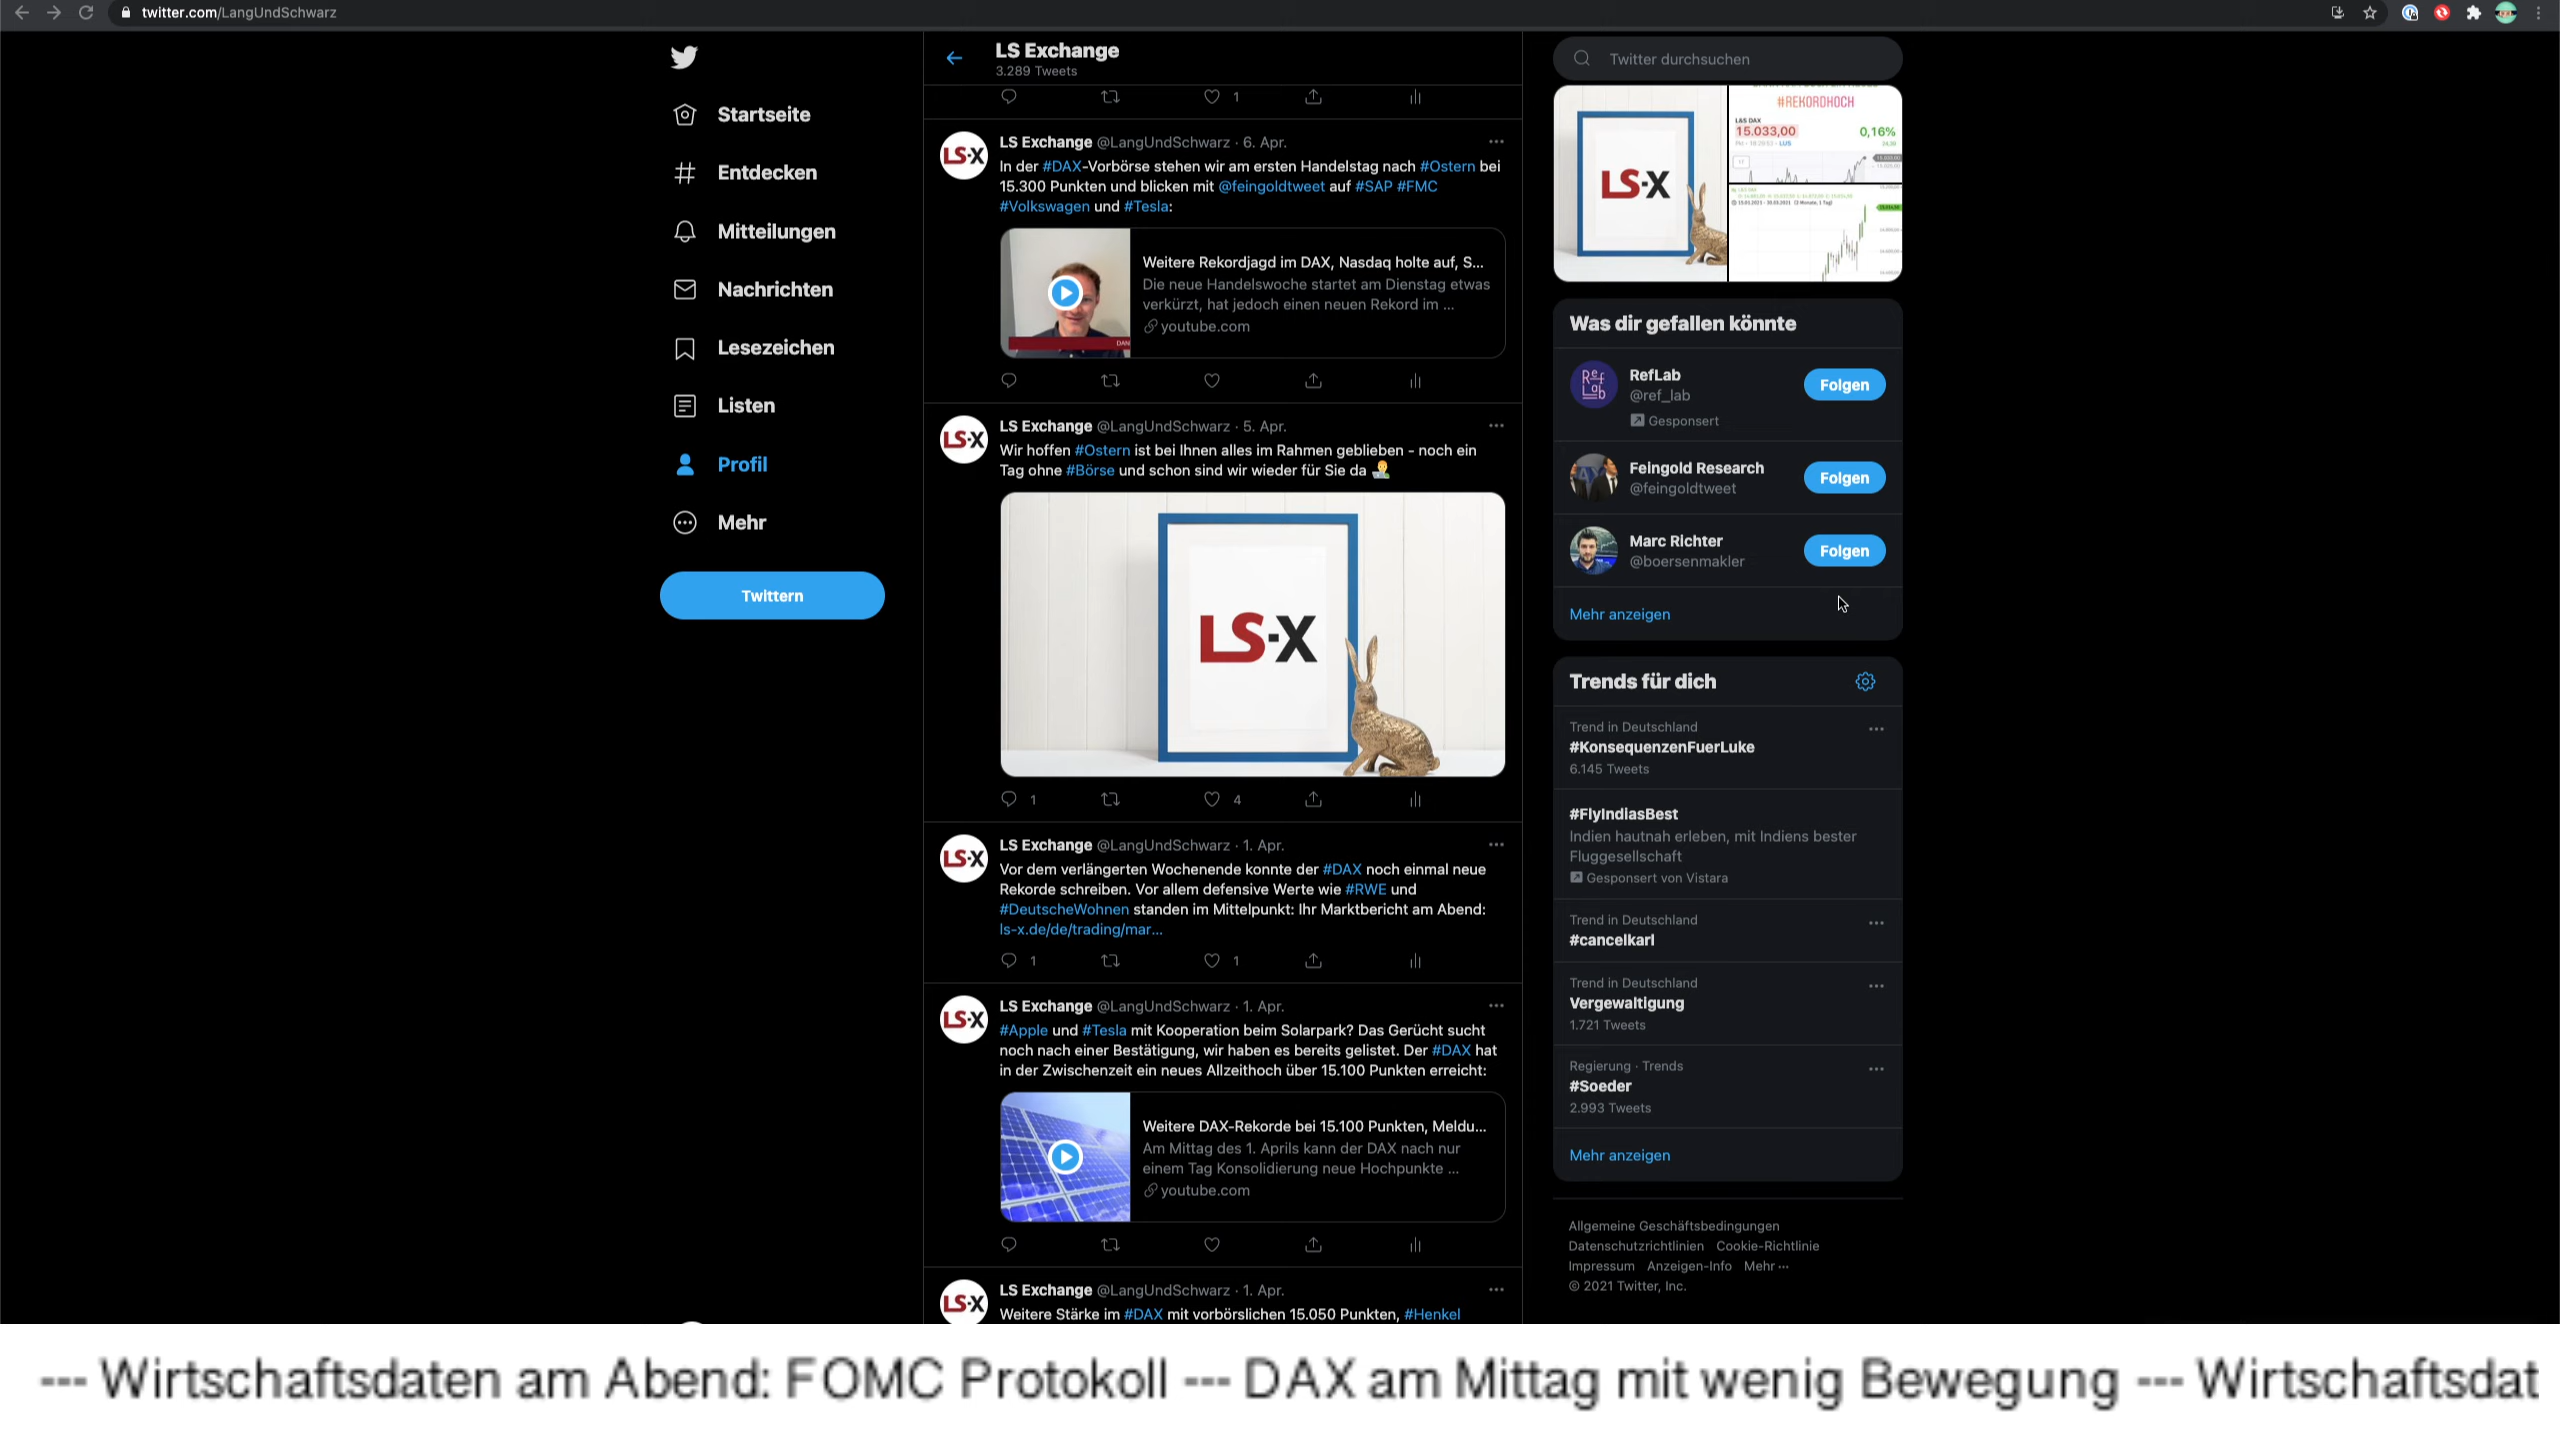 twitter.com/LangUndSchwarz
Startseite
Entdecken
Mitteilungen
Nachrichten
Lesezeichen
Listen
Profil
Mehr
Twittern
LS Exchange
3.289 Tweets
1
LS Exchange @LangUndSchwarz · 6. Apr.
In der #DAX-Vorbörse stehen wir am ersten Handelstag nach #Ostern bei
15.300 Punkten und blicken mit @feingoldtweet auf #SAP #FMC
#Volkswagen und #Tesla:
Weitere Rekordjagd im DAX, Nasdaq holte auf, S...
Die neue Handelswoche startet am Dienstag etwas
verkürzt, hat jedoch einen neuen Rekord im ...
youtube.com
LS Exchange @LangUndSchwarz · 5. Apr.
Wir hoffen #Ostern ist bei Ihnen alles im Rahmen geblieben - noch ein
Tag ohne #Börse und schon sind wir wieder für Sie da
LS-X
1 4
LS Exchange @LangUndSchwarz · 1. Apr.
Vor dem verlängerten Wochenende konnte der #DAX noch einmal neue
Rekorde schreiben. Vor allem defensive Werte wie #RWE und
#DeutscheWohnen standen im Mittelpunkt: Ihr Marktbericht am Abend:
ls-x.de/de/trading/mar...
1 1
LS Exchange @LangUndSchwarz · 1. Apr.
#Apple und #Tesla mit Kooperation beim Solarpark? Das Gerücht sucht
noch nach einer Bestätigung, wir haben es bereits gelistet. Der #DAX hat
in der Zwischenzeit ein neues Allzeithoch über 15.100 Punkten erreicht:
Weitere DAX-Rekorde bei 15.100 Punkten, Meldu...
Am Mittag des 1. Aprils kann der DAX nach nur
einem Tag Konsolidierung neue Hochpunkte ...
youtube.com
LS Exchange @LangUndSchwarz · 1. Apr.
Weitere Stärke im #DAX mit vorbörslichen 15.050 Punkten, #Henkel
LS-X
LS-X
LS-X
LS-X
LS-X
Twitter durchsuchen
LS-X
#REKORDHOCH
L&S DAX
15.033,00 0,16%
Was dir gefallen könnte
RefLab
@ref_lab
Gesponsert
Folgen
Feingold Research
@feingoldtweet
Folgen
Marc Richter
@boersenmakler
Folgen
Mehr anzeigen
Trends für dich
Trend in Deutschland
#KonsequenzenFuerLuke
6.145 Tweets
#FlyIndiasBest
Indien hautnah erleben, mit Indiens bester
Fluggesellschaft
Gesponsert von Vistara
Trend in Deutschland
#cancelkarl
Trend in Deutschland
Vergewaltigung
1.721 Tweets
Regierung · Trends
#Soeder
2.993 Tweets
Mehr anzeigen
Allgemeine Geschäftsbedingungen
Datenschutzrichtlinien Cookie-Richtlinie
Impressum Anzeigen-Info Mehr ···
© 2021 Twitter, Inc.
--- Wirtschaftsdaten am Abend: FOMC Protokoll --- DAX am Mittag mit wenig Bewegung --- Wirtschaftsdat